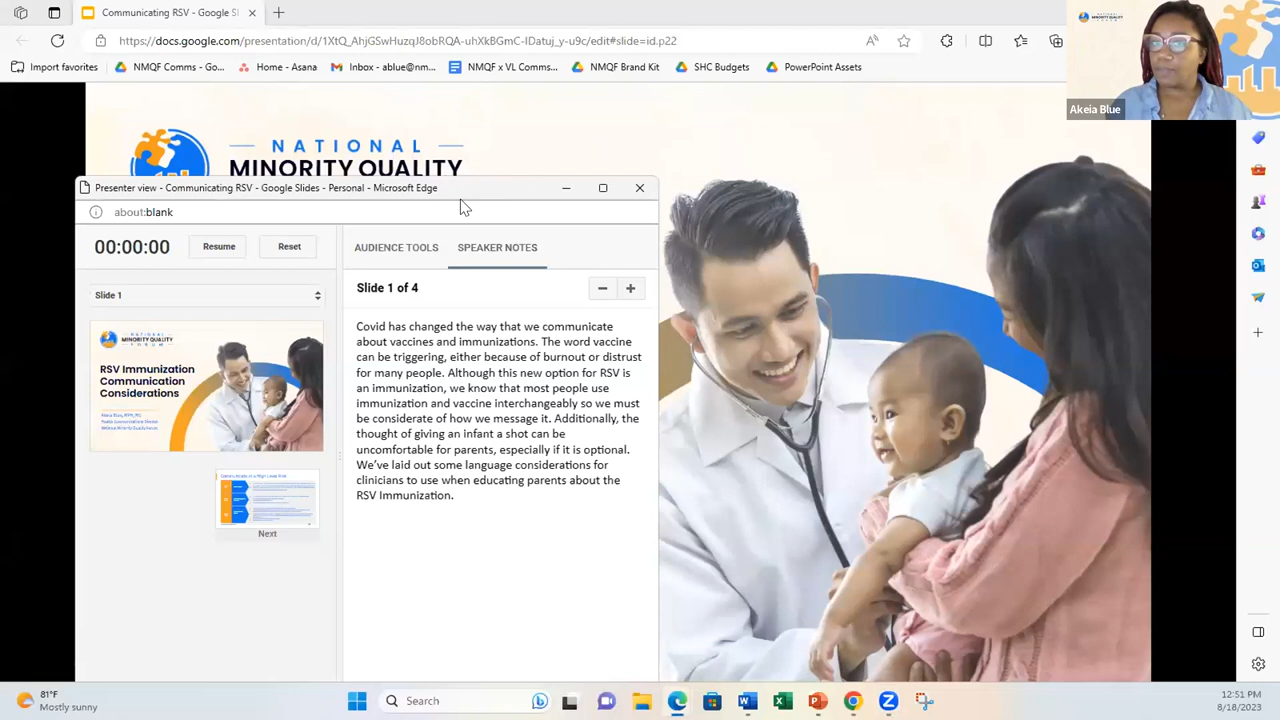 Communicating RSV - Google Sl
https://docs.google.com/presentation/d/1XtQ_AhjGSwHuzqJ8obRQA-uhzYsamC-IDatuj_y-u9c/edit#slide=id.p22
Import favorites
NMQF Comms - Go...
Home - Asana
Inbox - ablue@nm...
NMQF x VL Comm...
NMQF Brand Kit
SHC Budgets
PowerPoint Assets
Akeia Blue
NATIONAL
MINORITY QUALITY
Presenter view - Communicating RSV - Google Slides - Personal - Microsoft Edge
about:blank
00:00:00
Resume
Reset
AUDIENCE TOOLS
SPEAKER NOTES
Slide 1
Slide 1 of 4
NATIONAL
MINORITY QUALITY
FORUM
RSV Immunization
Communication
Considerations
Next
Covid has changed the way that we communicate
about vaccines and immunizations. The word vaccine
can be triggering, either because of burnout or distrust
for many people. Although this new option for RSV is
an immunization, we know that most people use
immunization and vaccine interchangeably so we must
be considerate of how we message. Additionally, the
thought of giving an infant a shot can be
uncomfortable for parents, especially if it is optional.
We've laid out some language considerations for
clinicians to use when educating parents about the
RSV Immunization.
81°F
Mostly sunny
Search
12:51 PM
8/18/2023